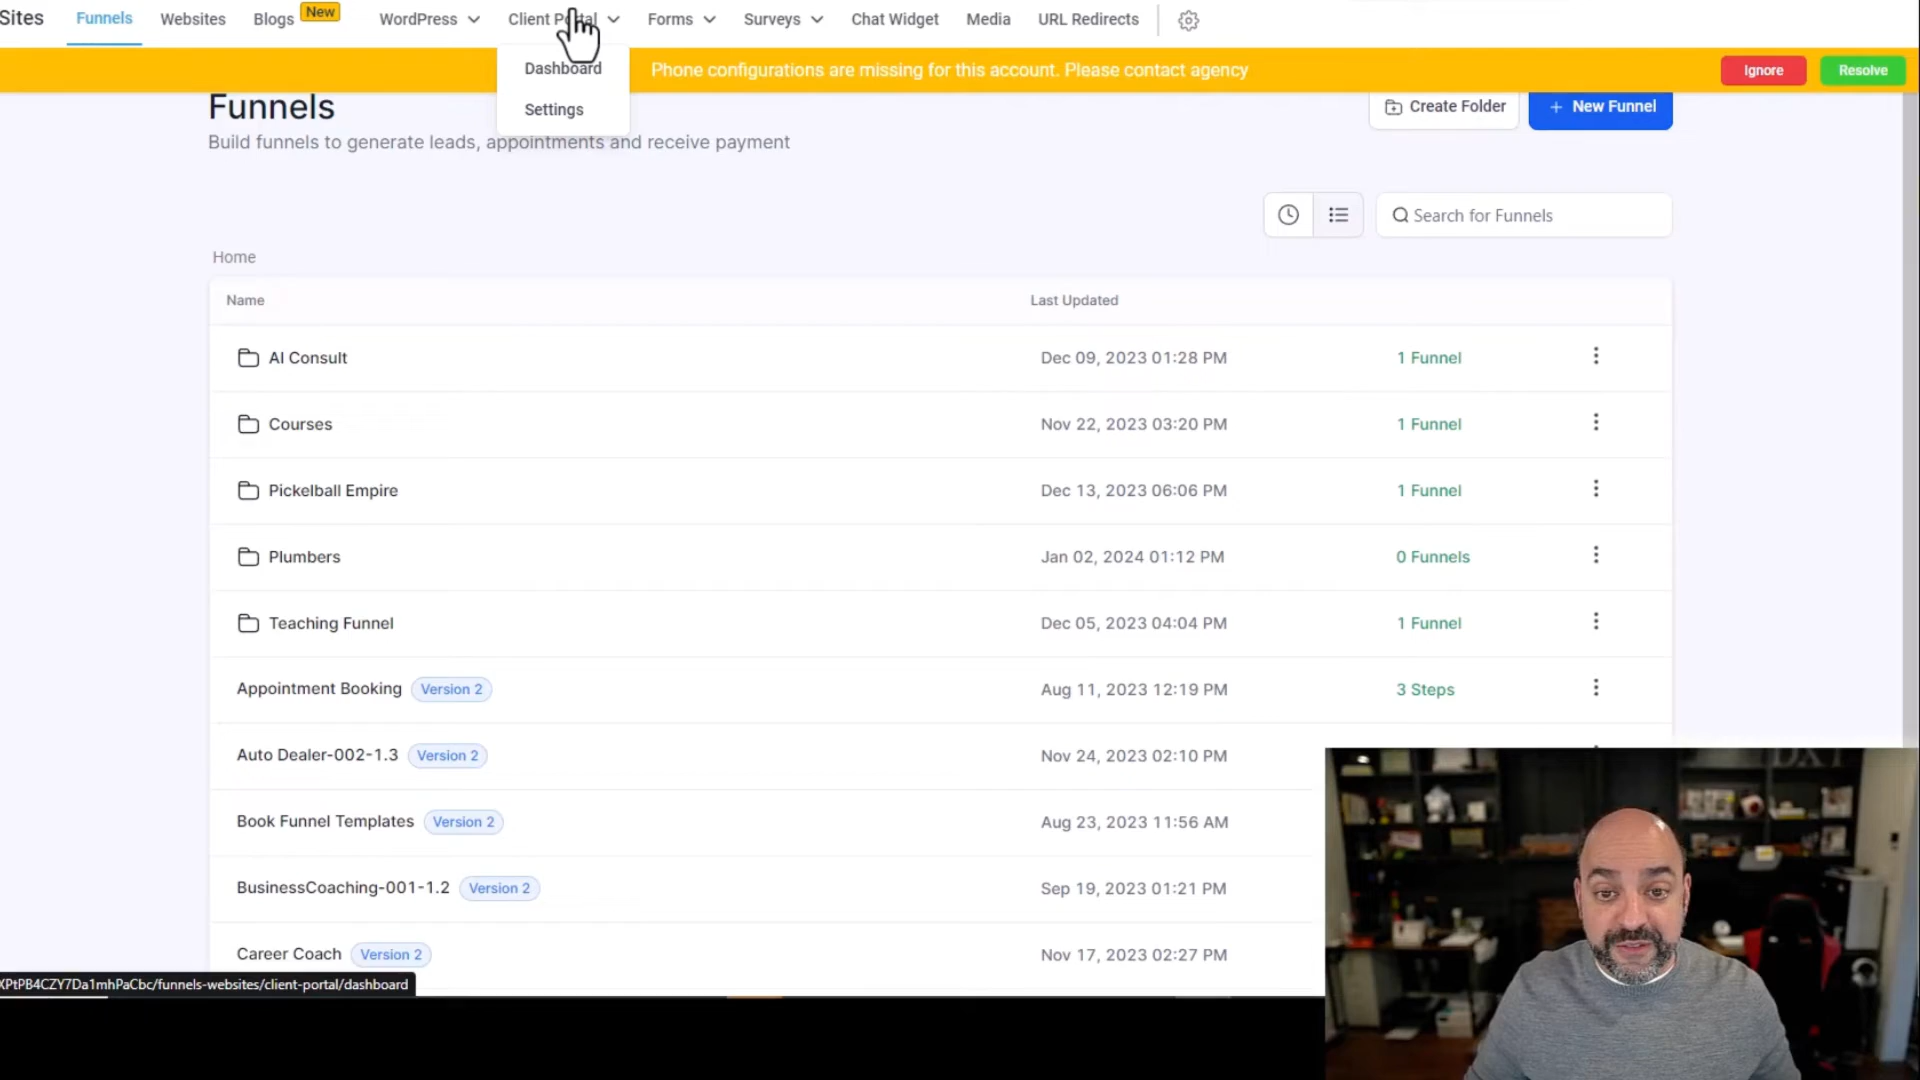 Sites Funnels Websites Blogs New WordPress Client Portal Forms Surveys Chat Widget Media URL Redirects
Dashboard
Settings
Phone configurations are missing for this account. Please contact agency Ignore Resolve
Funnels
Build funnels to generate leads, appointments and receive payment
Create Folder + New Funnel
Search for Funnels
Home
Name Last Updated
AI Consult Dec 09, 2023 01:28 PM 1 Funnel
Courses Nov 22, 2023 03:20 PM 1 Funnel
Pickelball Empire Dec 13, 2023 06:06 PM 1 Funnel
Plumbers Jan 02, 2024 01:12 PM 0 Funnels
Teaching Funnel Dec 05, 2023 04:04 PM 1 Funnel
Appointment Booking Version 2 Aug 11, 2023 12:19 PM 3 Steps
Auto Dealer-002-1.3 Version 2 Nov 24, 2023 02:10 PM
Book Funnel Templates Version 2 Aug 23, 2023 11:56 AM
BusinessCoaching-001-1.2 Version 2 Sep 19, 2023 01:21 PM
Career Coach Version 2 Nov 17, 2023 02:27 PM
XPtPB4CZY7Da1mhPaCbc/funnels-websites/client-portal/dashboard